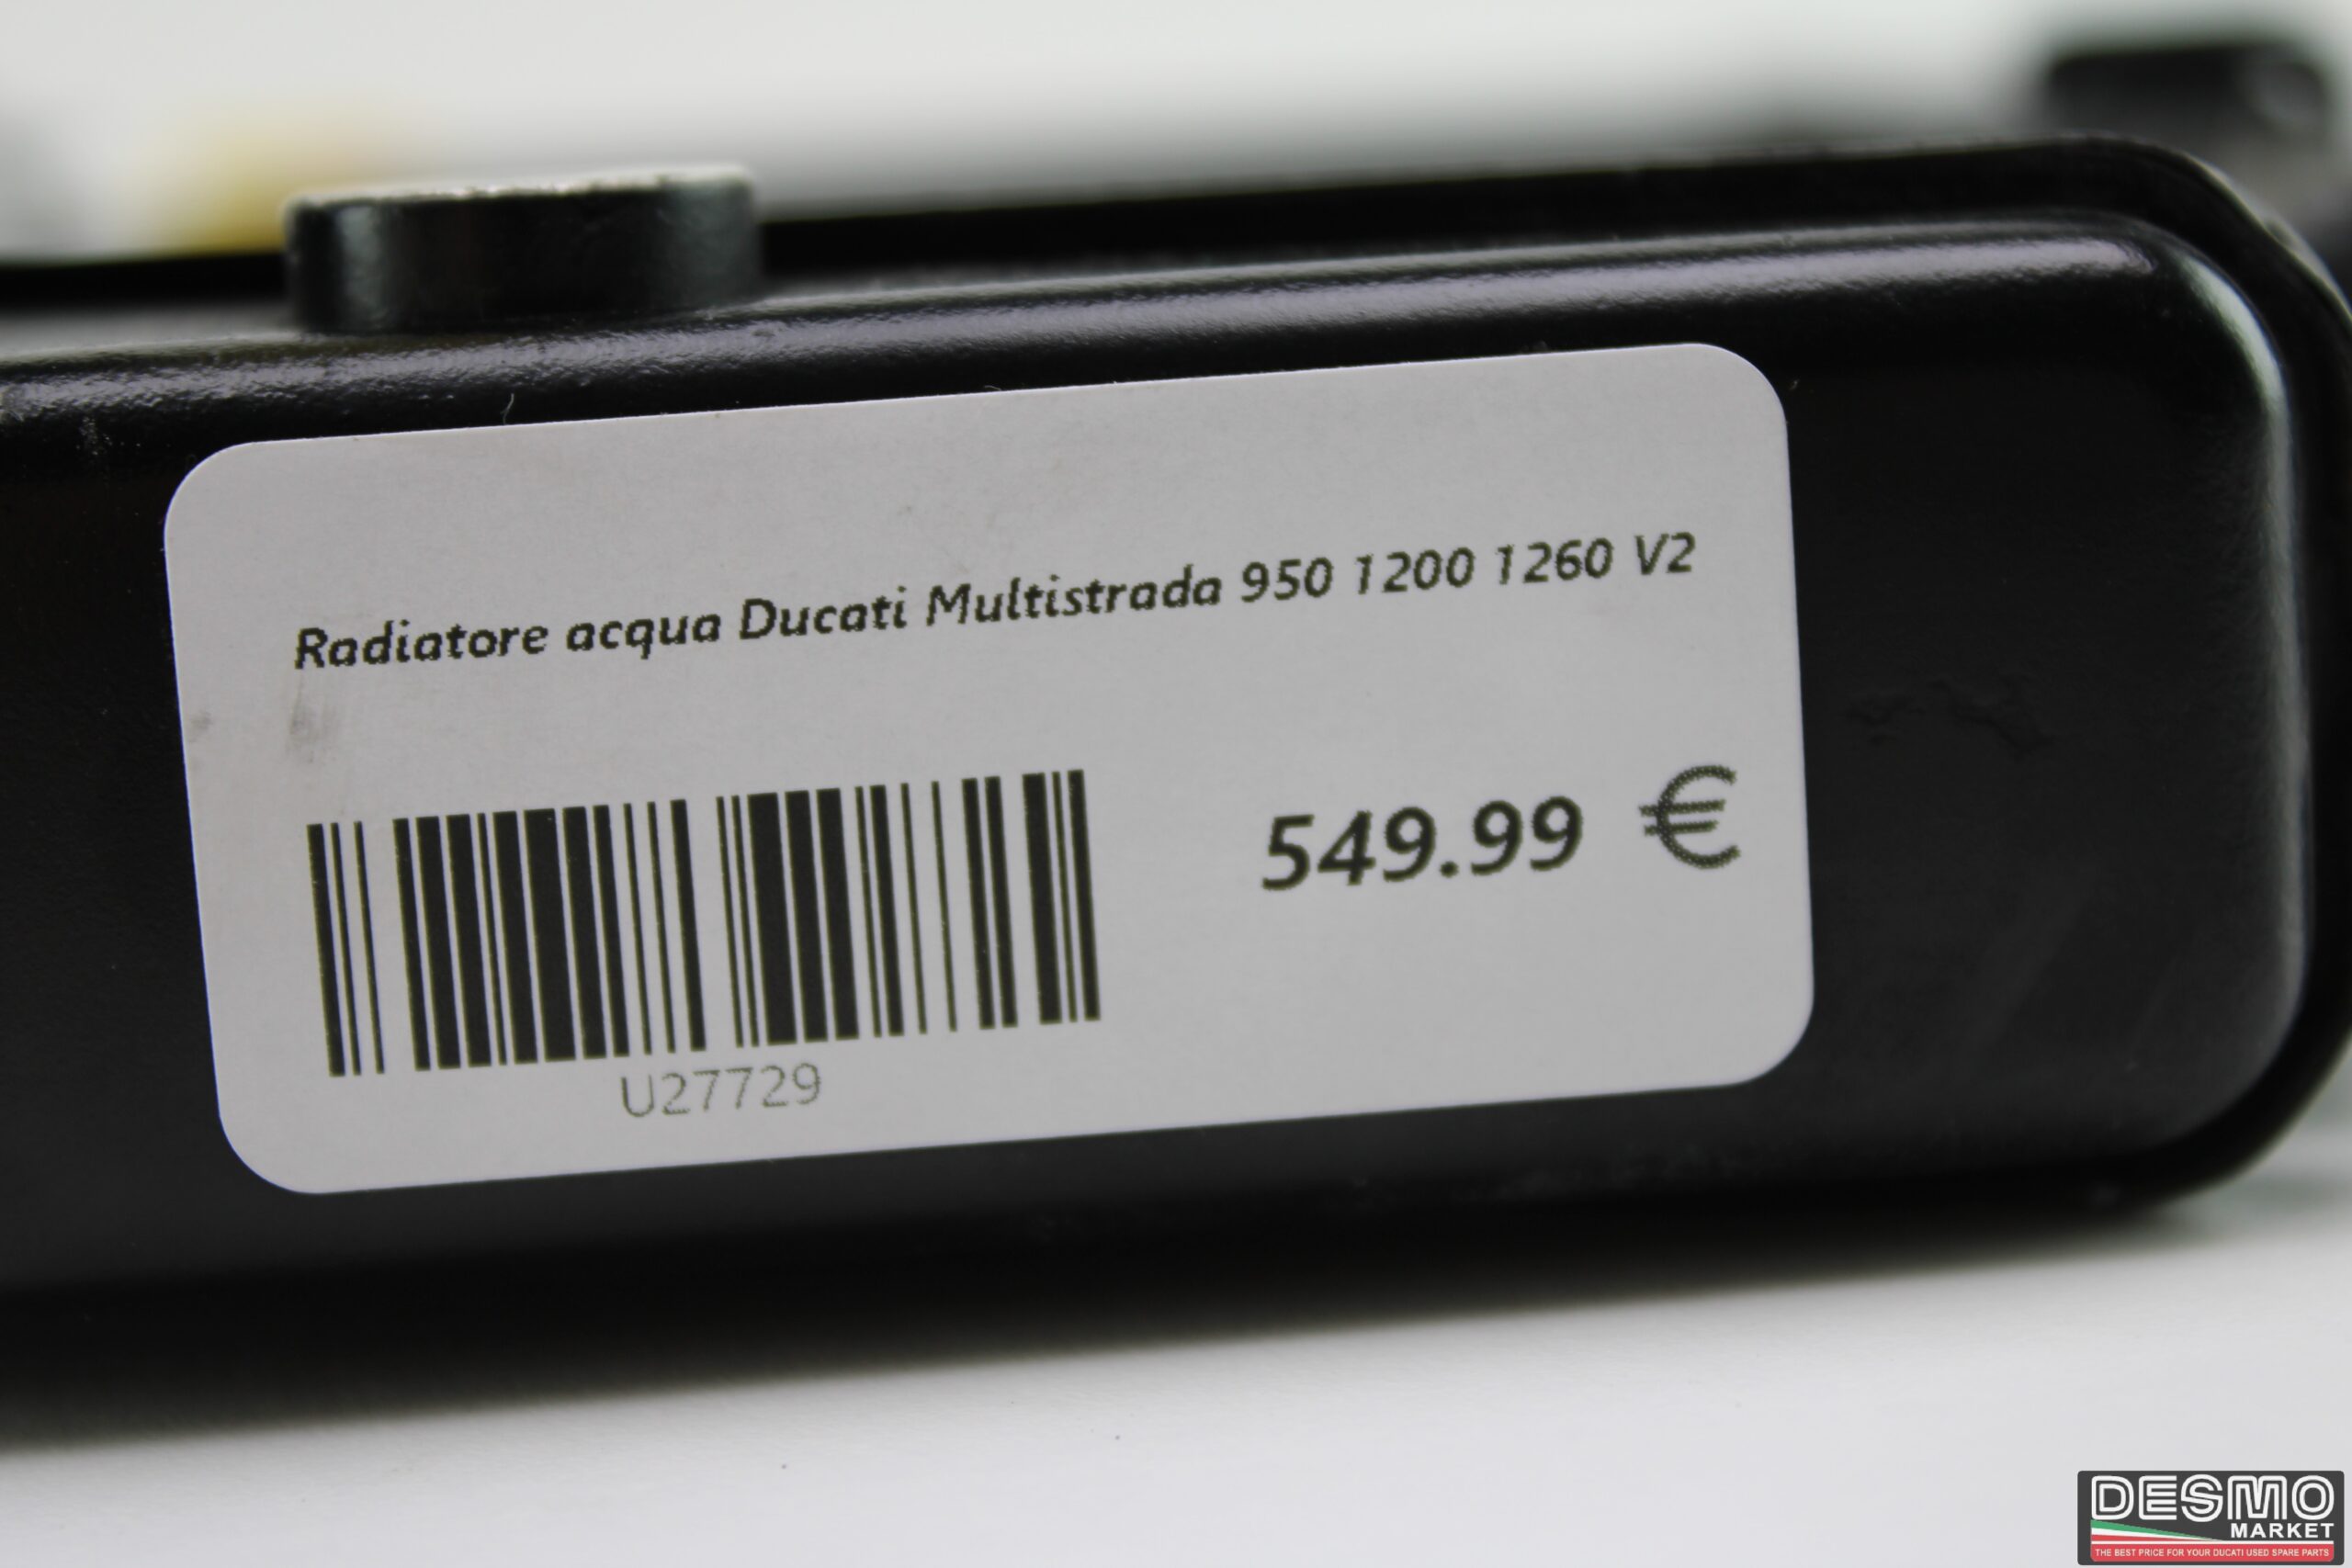 Radiatore acqua Ducati Multistrada 950 1200 1260 V2
549.99 €
U27729
DESMO
MARKET
THE BEST PRICE FOR YOUR DUCATI USED SPARE PARTS